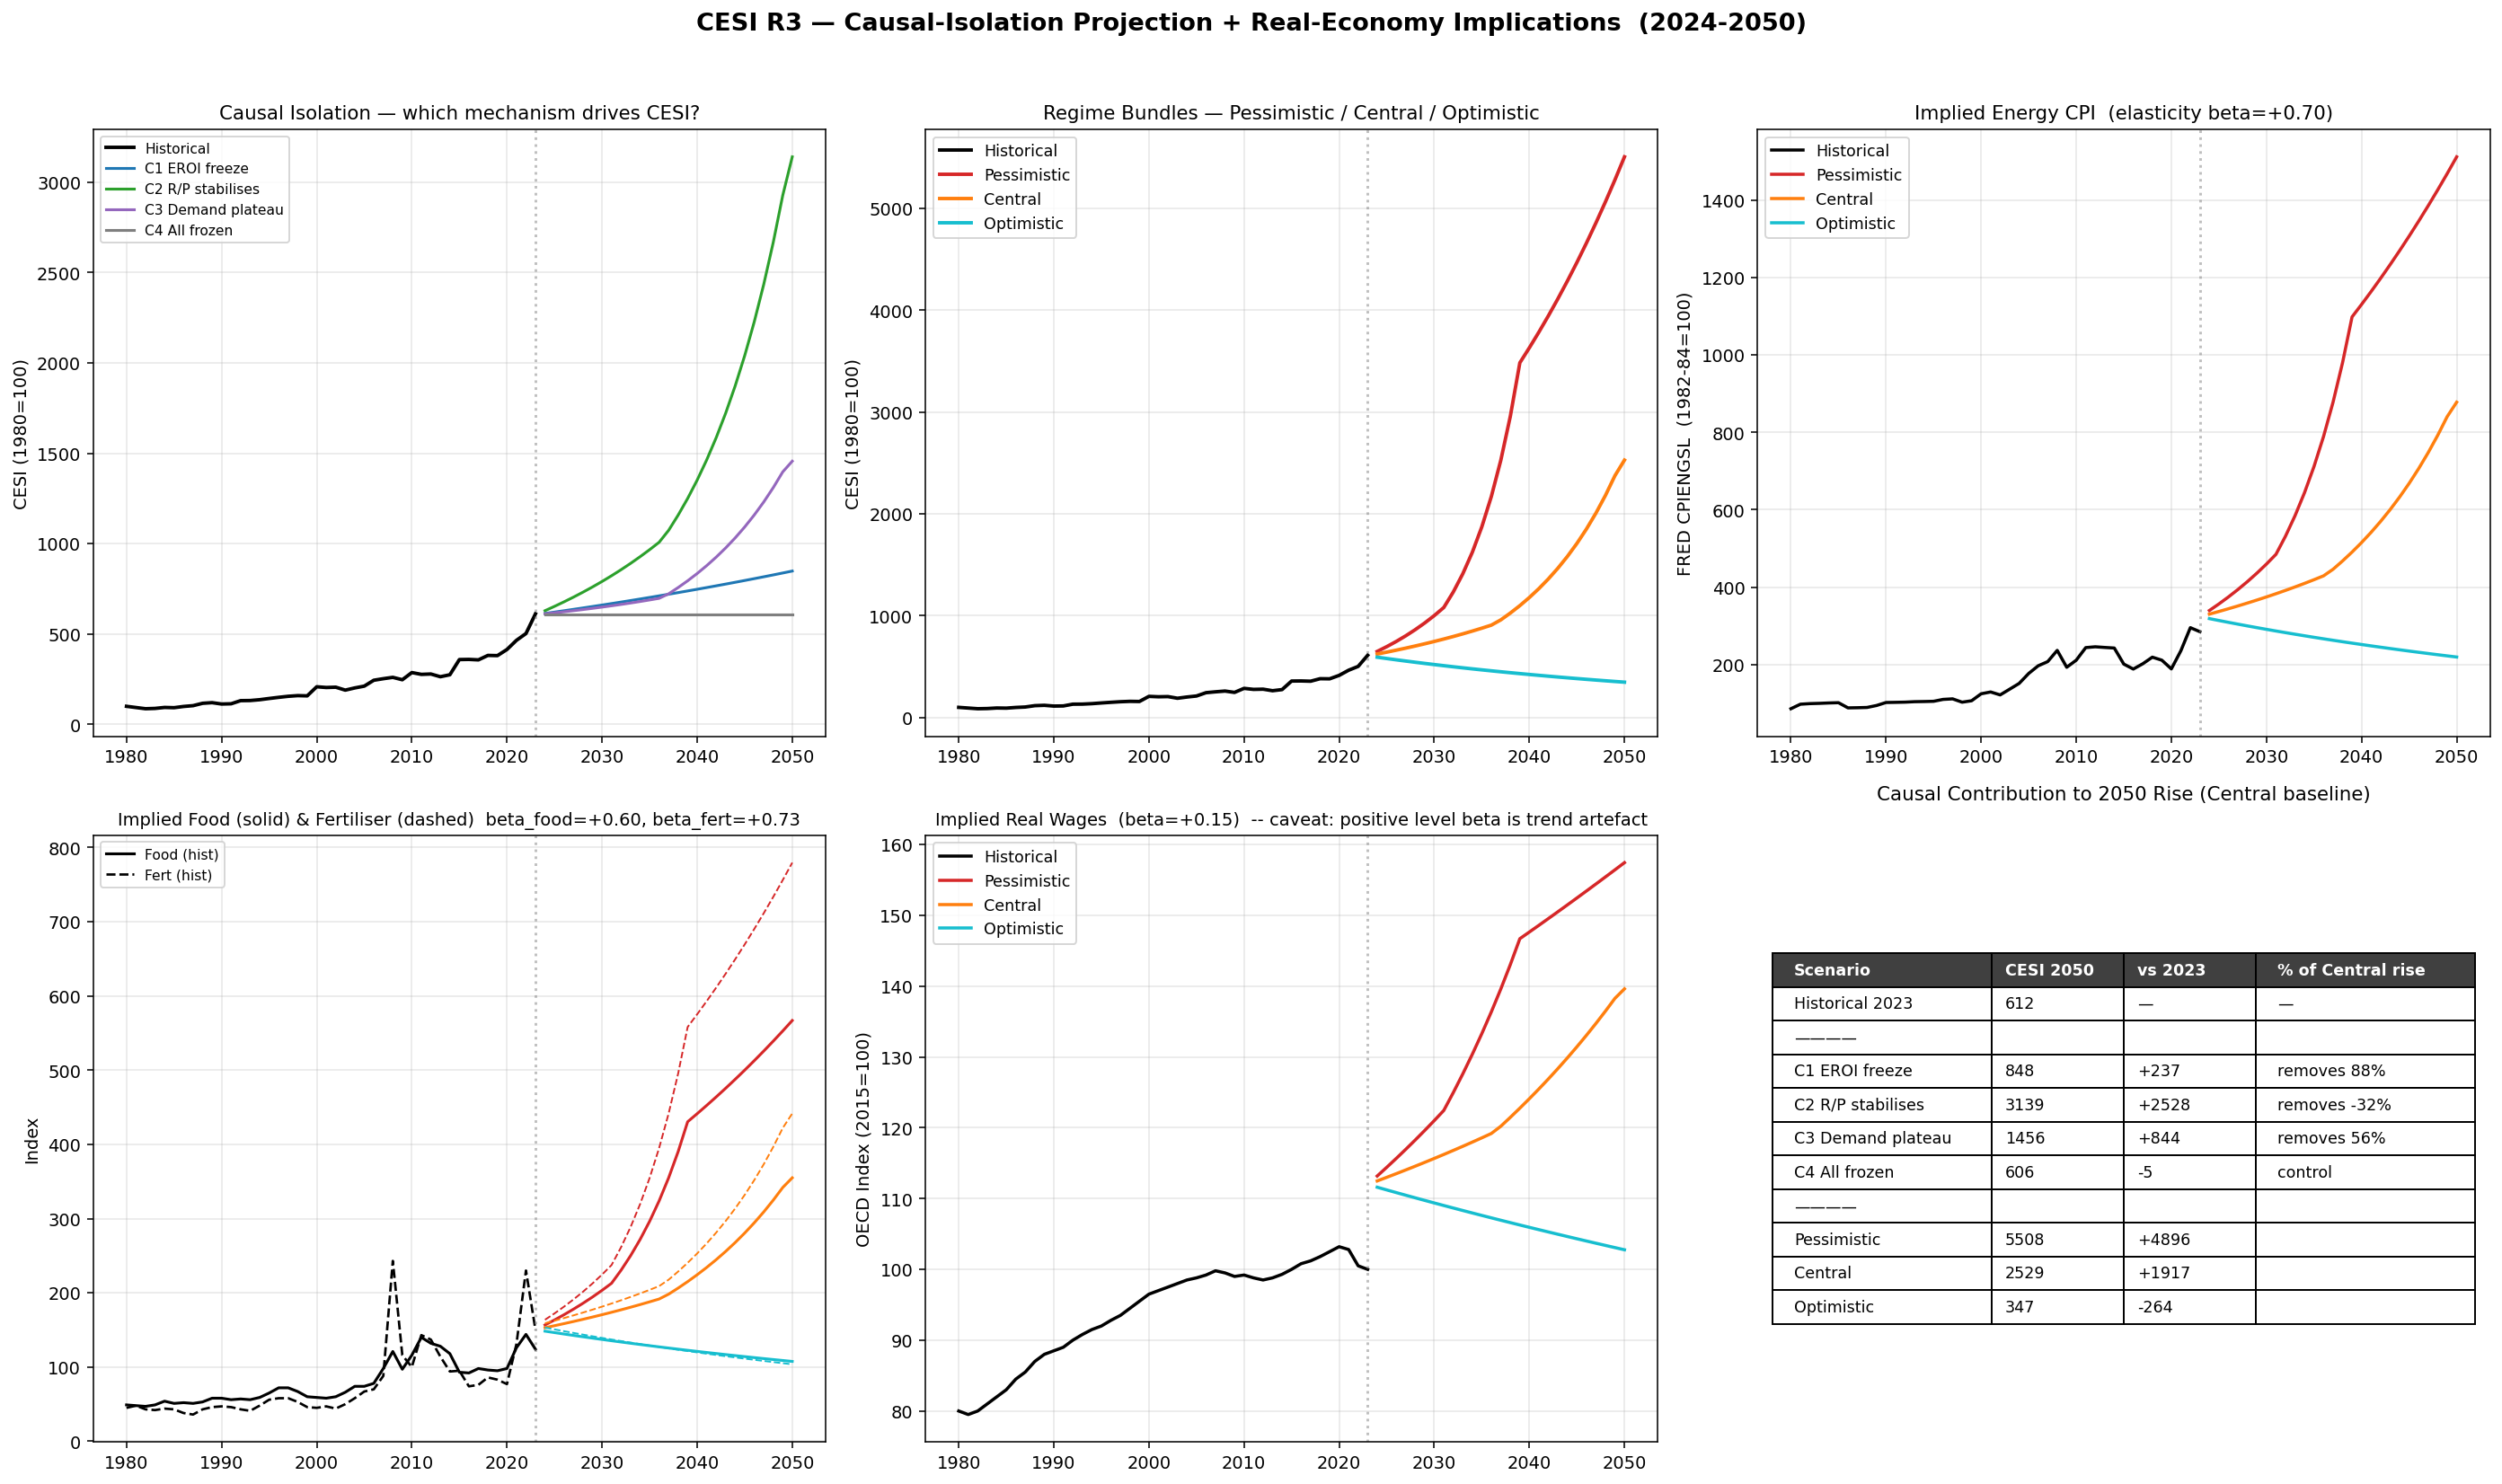 CESI R3 — Causal-Isolation Projection + Real-Economy Implications (2024-2050)
Causal Isolation — which mechanism drives CESI?
CESI (1980=100)
3000
2500
2000
1500
1000
500
0
Historical
C1 EROI freeze
C2 R/P stabilises
C3 Demand plateau
C4 All frozen
1980 1990 2000 2010 2020 2030 2040 2050
Regime Bundles — Pessimistic / Central / Optimistic
CESI (1980=100)
5000
4000
3000
2000
1000
0
Historical
Pessimistic
Central
Optimistic
1980 1990 2000 2010 2020 2030 2040 2050
Implied Energy CPI (elasticity beta=+0.70)
FRED CPIENGSL (1982-84=100)
1400
1200
1000
800
600
400
200
Historical
Pessimistic
Central
Optimistic
1980 1990 2000 2010 2020 2030 2040 2050
Implied Food (solid) & Fertiliser (dashed) beta_food=+0.60, beta_fert=+0.73
Index
800
700
600
500
400
300
200
100
0
Food (hist)
Fert (hist)
1980 1990 2000 2010 2020 2030 2040 2050
Implied Real Wages (beta=+0.15) -- caveat: positive level beta is trend artefact
OECD Index (2015=100)
160
150
140
130
120
110
100
90
80
Historical
Pessimistic
Central
Optimistic
1980 1990 2000 2010 2020 2030 2040 2050
Causal Contribution to 2050 Rise (Central baseline)
Scenario CESI 2050 vs 2023 % of Central rise
Historical 2023 612 — —
————
C1 EROI freeze 848 +237 removes 88%
C2 R/P stabilises 3139 +2528 removes -32%
C3 Demand plateau 1456 +844 removes 56%
C4 All frozen 606 -5 control
————
Pessimistic 5508 +4896
Central 2529 +1917
Optimistic 347 -264